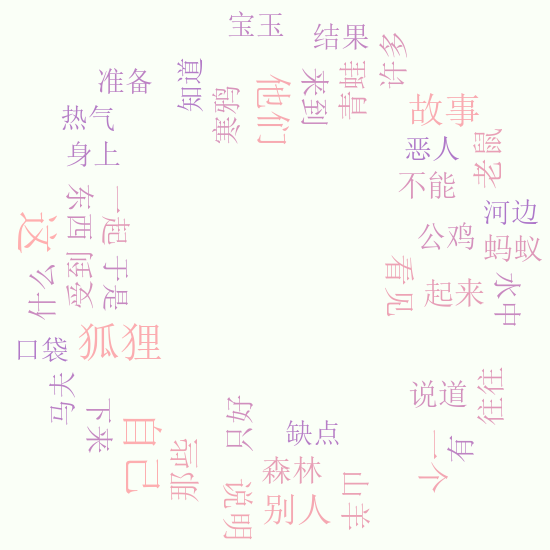 宝玉
结果
许多
准备
知道
寒鸦
他们
来到
青蛙
故事
热气
身上
恶人
老鼠
不能
东西
一起
这
公鸡
河边
蚂蚁
受到
于是
什么
看见
起来
水中
口袋
狐狸
马夫
下来
自己
那些
只好
缺点
说道
往往
一个
有
森林
说明
别人
山羊